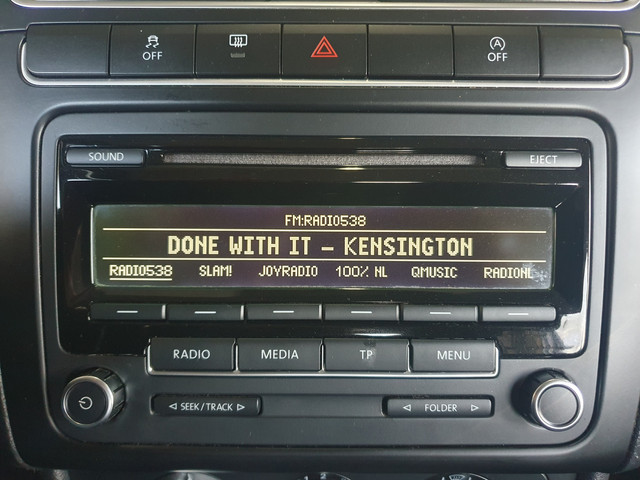 OFF OFF
SOUND EJECT
FM:RADIO538
DONE WITH IT - KENSINGTON
RADIO538 SLAM! JOYRADIO 100% NL QMUSIC RADIONL
RADIO MEDIA TP MENU
SEEK/TRACK FOLDER